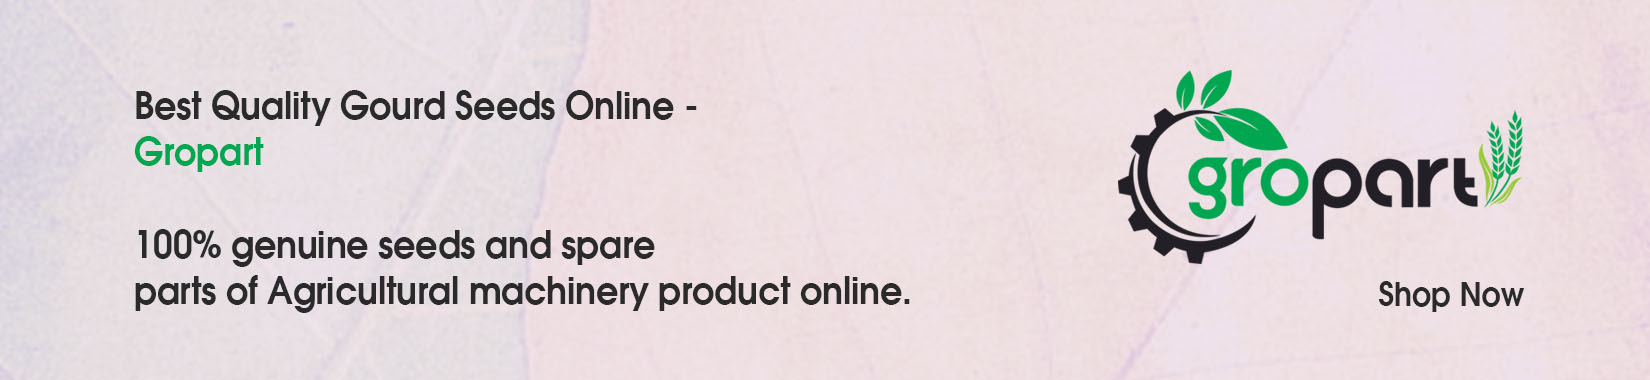 Best Quality Gourd Seeds Online -
Gropart
100% genuine seeds and spare
parts of Agricultural machinery product online.
gropart
Shop Now